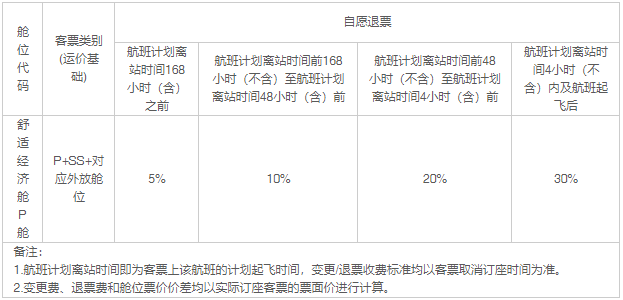 舱位代码
客票类别
(运价基
础)
自愿退票
航班计划离
站时间168
小时（含）
之前
航班计划离站时间前168
小时（不含）至航班计划
离站时间48小时（含）前
航班计划离站时间前48
小时（不含）至航班计划
离站时间4小时（含）前
航班计划离站时
间4小时（不
含）内及航班起
飞后
舒适经济舱P舱
P+SS+对
应外放舱
位
5%
10%
20%
30%
备注：
1.航班计划离站时间即为客票上该航班的计划起飞时间，变更/退票收费标准均以客票取消订座时间为准。
2.变更费、退票费和舱位票价价差均以实际订座客票的票面价进行计算。